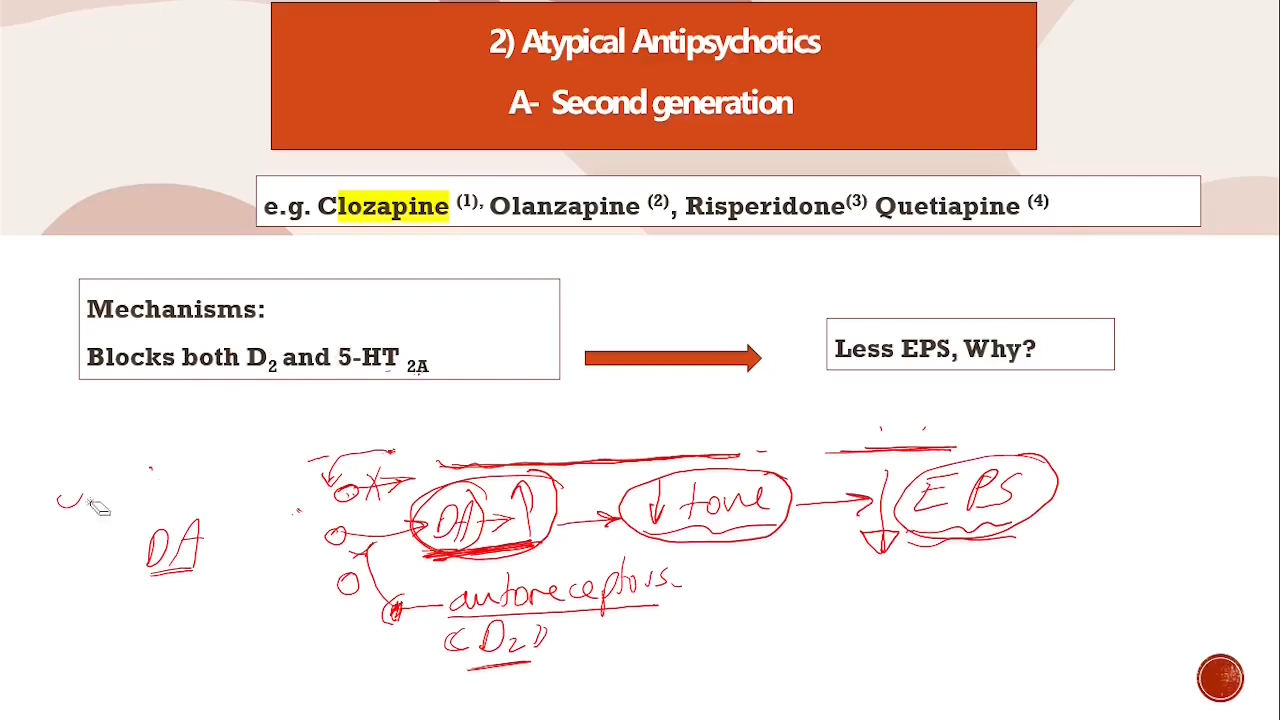 2) Atypical Antipsychotics
A- Second generation
e.g. Clozapine (1), Olanzapine (2), Risperidone(3) Quetiapine (4)
Mechanisms:
Blocks both D2 and 5-HT 2A
Less EPS, Why?
DA → ↑ → ↓ tone → ↓ EPS
DA
autoreceptors
(D2)